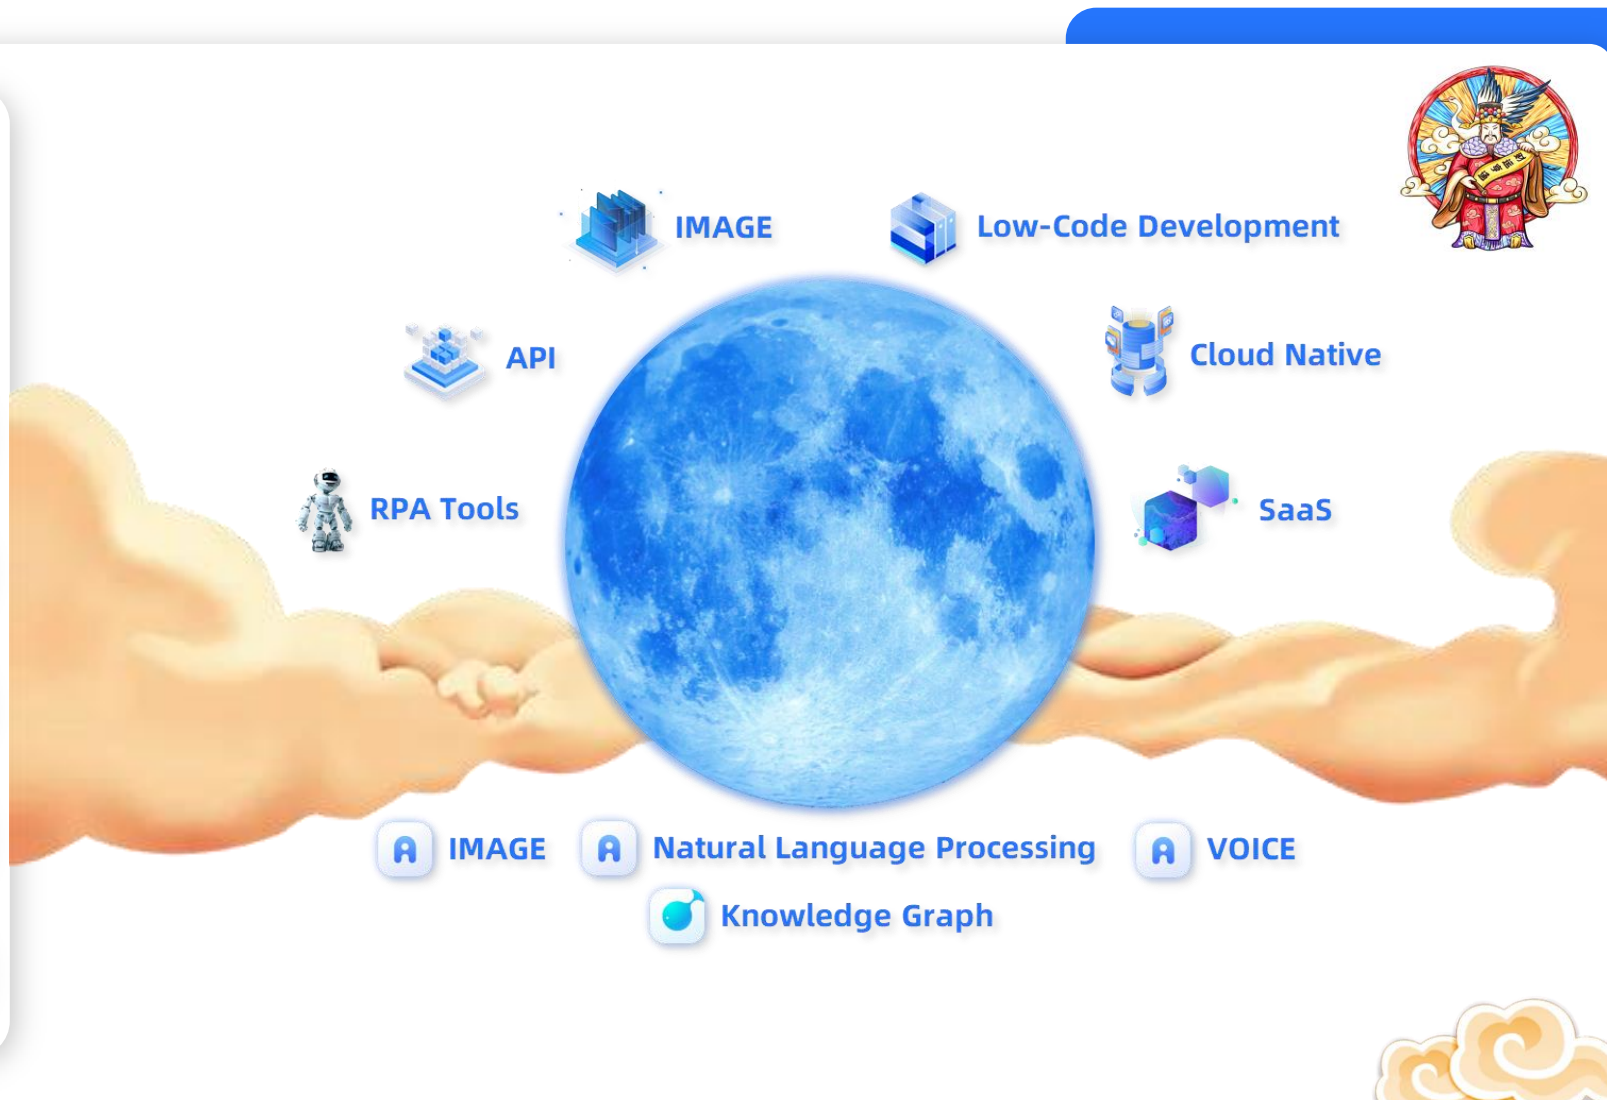 IMAGE
Low-Code Development
API
Cloud Native
RPA Tools
SaaS
IMAGE
Natural Language Processing
VOICE
Knowledge Graph